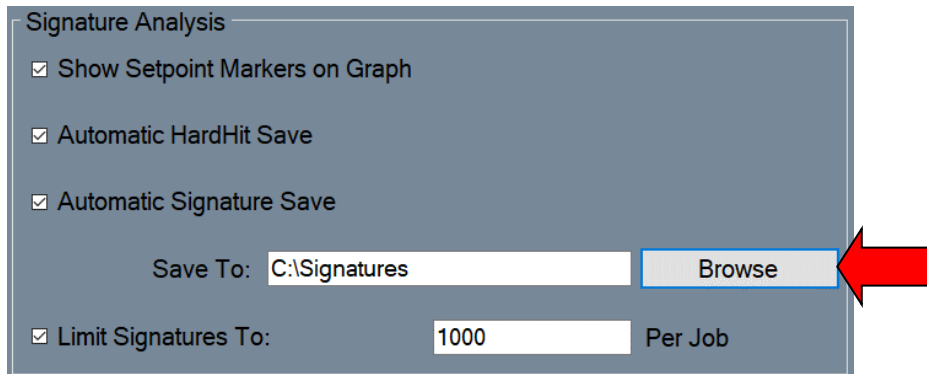 Signature Analysis
Show Setpoint Markers on Graph
Automatic HardHit Save
Automatic Signature Save
Save To: C:\Signatures Browse
Limit Signatures To: 1000 Per Job